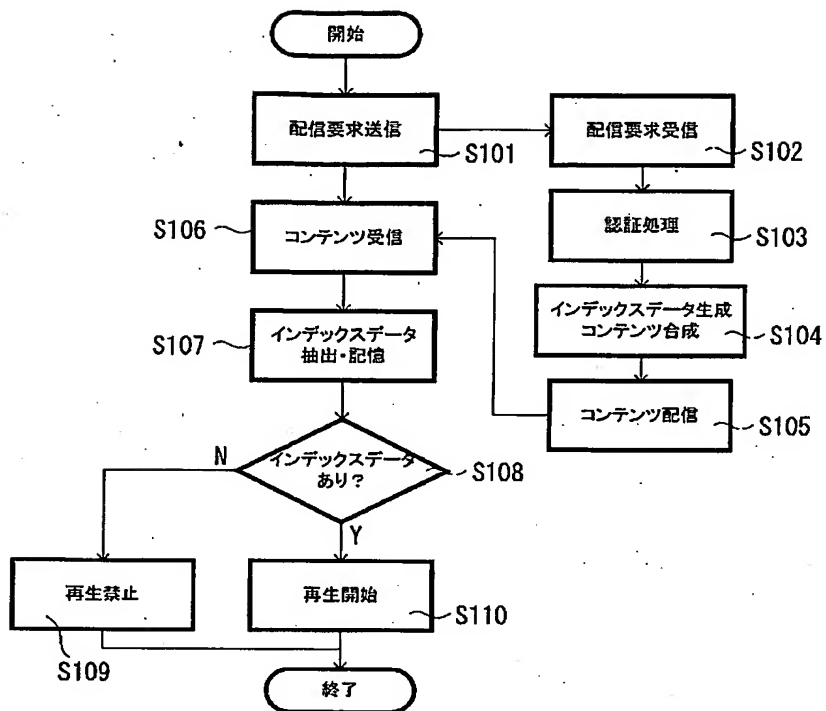 開始
配信要求送信
S101
配信要求受信
S102
認証処理
S103
インデックスデータ生成
コンテンツ合成
S104
コンテンツ配信
S105
コンテンツ受信
S106
インデックスデータ
抽出・記憶
S107
インデックスデータ
あり?
S108
N
Y
再生禁止
S109
再生開始
S110
終了